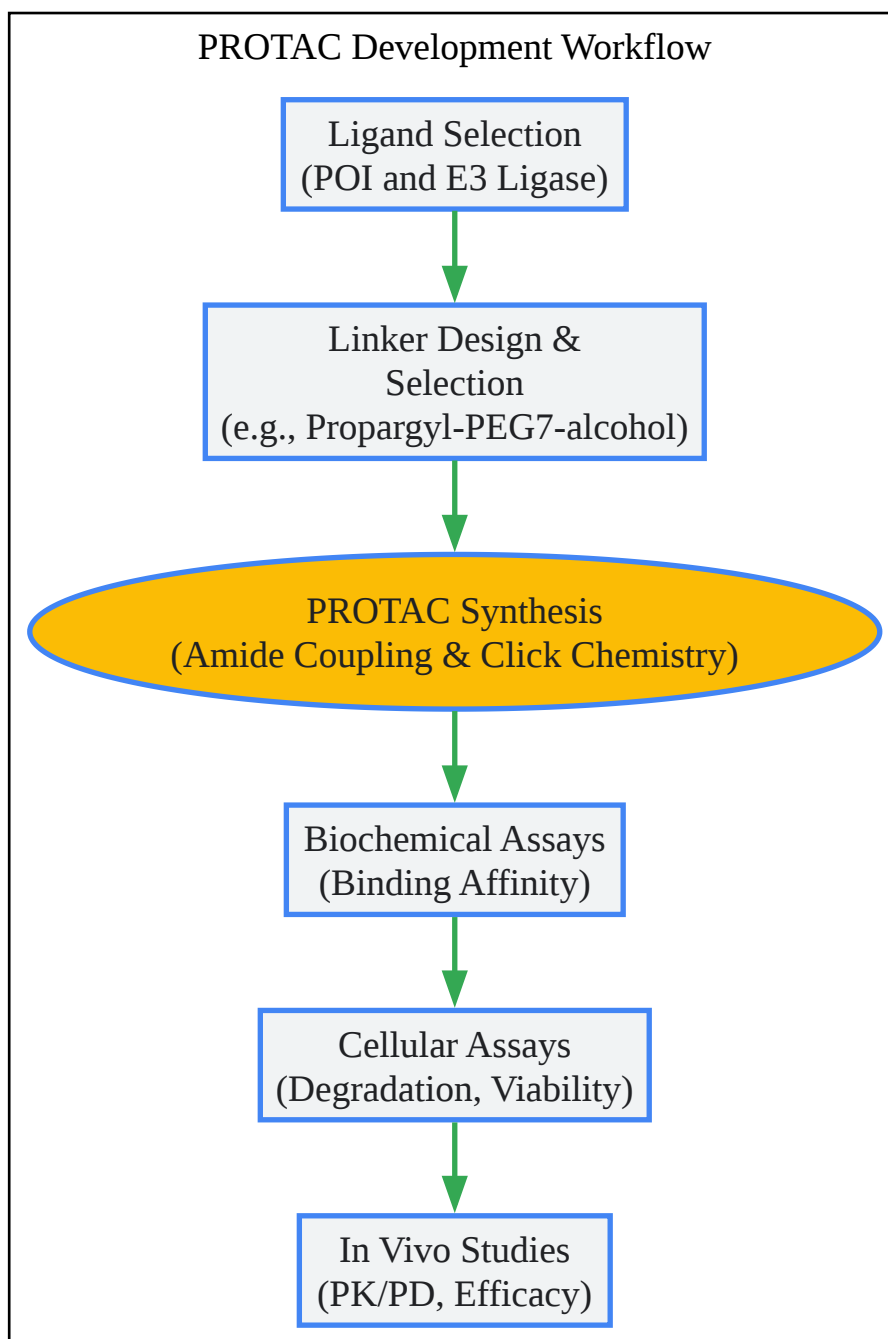 PROTAC Development Workflow
Ligand Selection
(POI and E3 Ligase)
Linker Design &
Selection
(e.g., Propargyl-PEG7-alcohol)
PROTAC Synthesis
(Amide Coupling & Click Chemistry)
Biochemical Assays
(Binding Affinity)
Cellular Assays
(Degradation, Viability)
In Vivo Studies
(PK/PD, Efficacy)